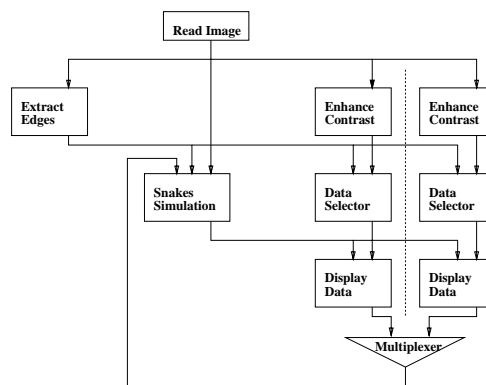 Read Image
Extract
Edges
Enhance
Contrast
Enhance
Contrast
Snakes
Simulation
Data
Selector
Data
Selector
Display
Data
Display
Data
Multiplexer